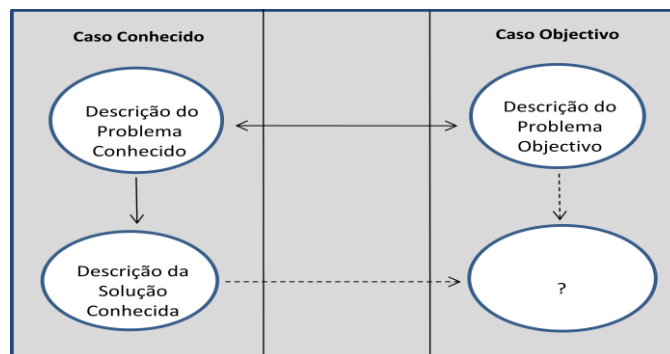 Caso Conhecido
Caso Objectivo
Descrição do
Problema
Conhecido
Descrição do
Problema
Objectivo
Descrição da
Solução
Conhecida
?